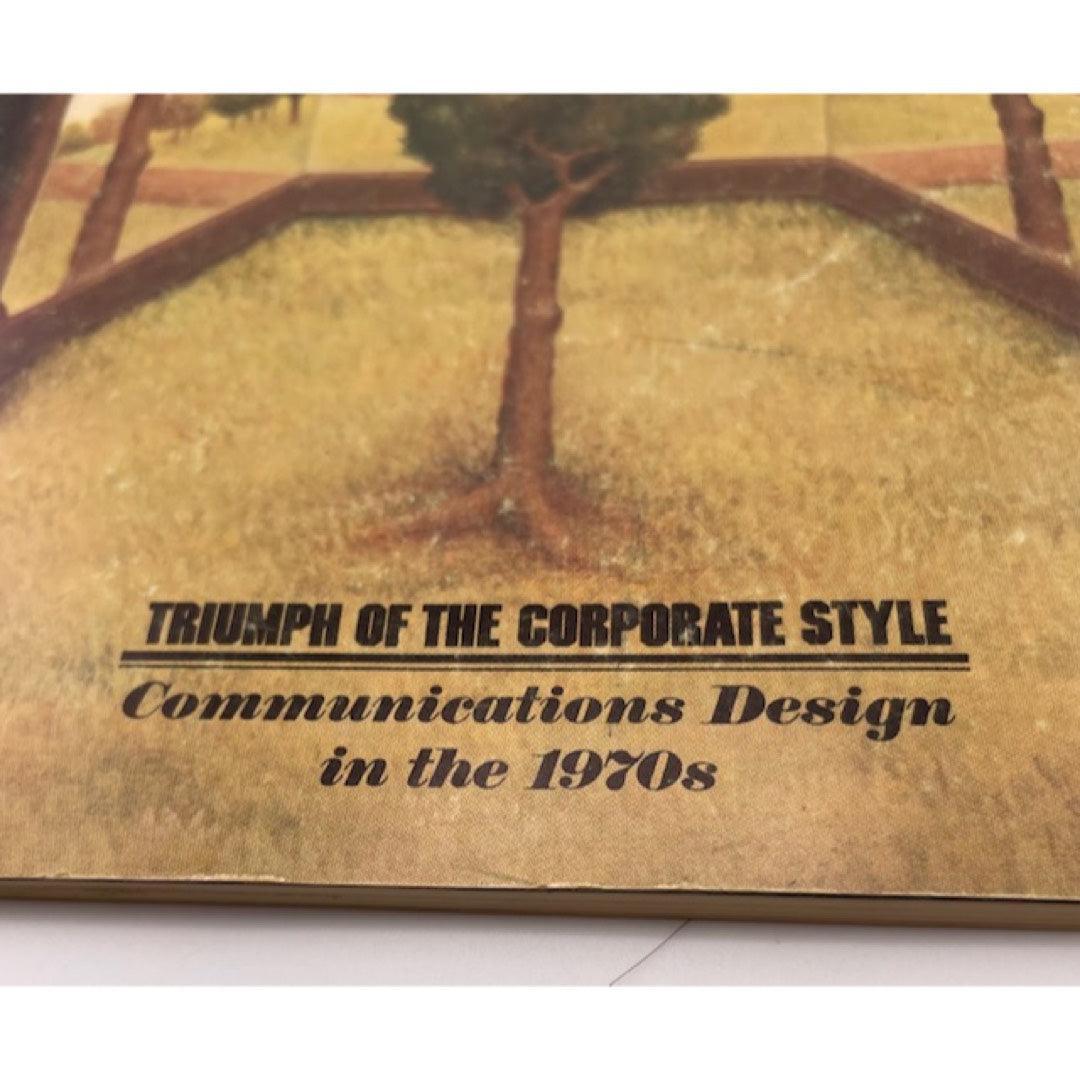 TRIUMPH OF THE CORPORATE STYLE
Communications Design
in the 1970s